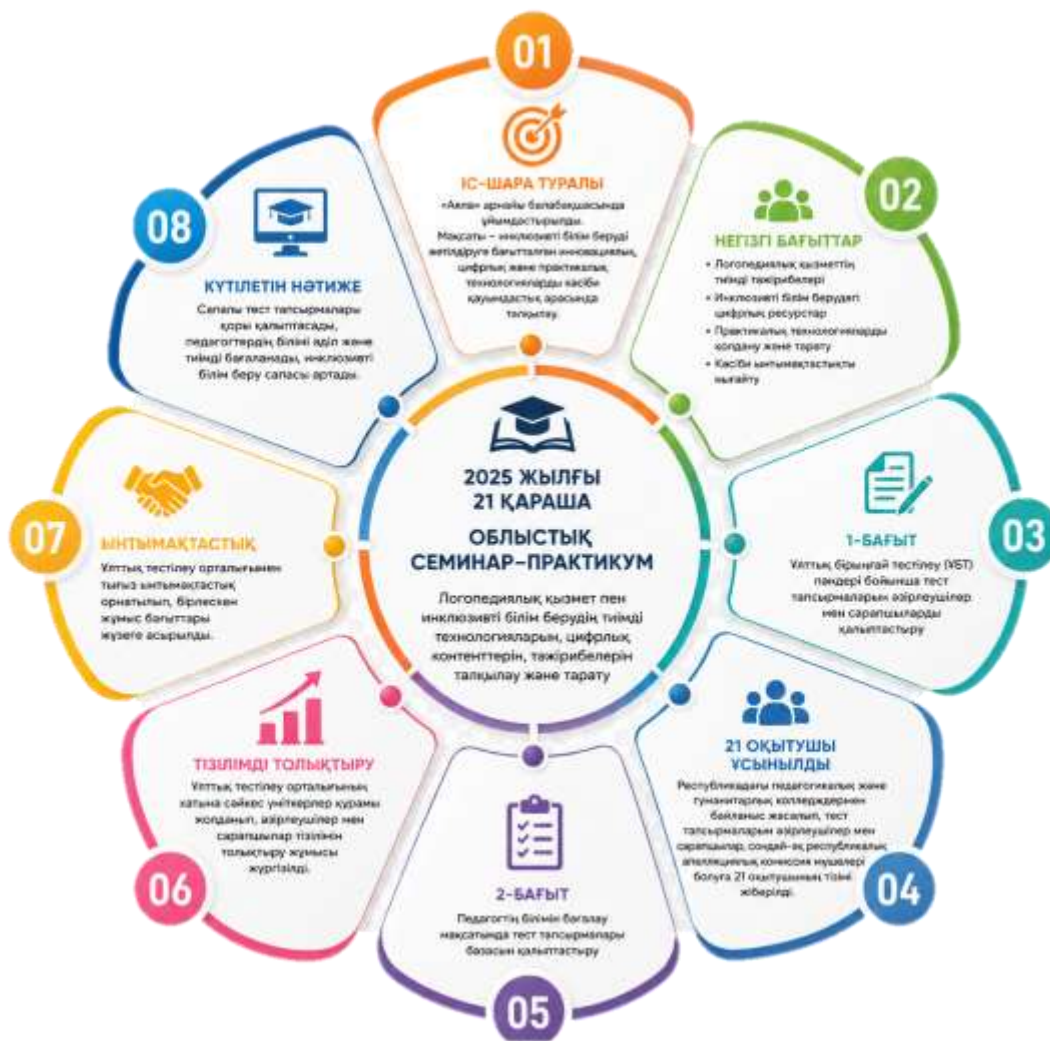 01
ІС-ШАРА ТУРАЛЫ
«Аяла» арнайы балабақшасында
ұйымдастырылды.
Мақсаты – инклюзивті білім беруді
жетілдіруге бағытталған инновациялық,
цифрлық және практикалық
технологияларды кәсіби
қауымдастық арасында
талқылау.
02
НЕГІЗГІ БАҒЫТТАР
• Логопедиялық қызметтің
тиімді тәжірибелері
• Инклюзивті білім берудегі
цифрлық ресурстар
• Практикалық технологияларды
қолдану және тарату
• Кәсіби ынтымақтастықты
нығайту
03
1-БАҒЫТ
Ұлттық бірыңғай тестілеу (ҰБТ)
пәндері бойынша тест
тапсырмаларын әзірлеушілер
мен сарапшыларды
қалыптастыру
04
21 ОҚЫТУШЫ
ҰСЫНЫЛДЫ
Республикадағы педагогикалық және
гуманитарлық колледждермен
байланыс жасалып, тест
тапсырмаларын әзірлеушілер мен
сарапшылар, сондай-ақ республикалық
апелляциялық комиссия мүшелері
болуға 21 оқытушының тізімі
жіберілді.
05
2-БАҒЫТ
Педагогтің білімін бағалау
мақсатында тест тапсырмалары
базасын қалыптастыру
06
ТІЗІЛІМДІ ТОЛЫҚТЫРУ
Ұлттық тестілеу орталығының
хатына сәйкес үміткерлер құрамы
жолданып, әзірлеушілер мен
сарапшылар тізілімін
толықтыру жұмысы
жүргізілді.
07
ЫНТЫМАҚТАСТЫҚ
Ұлттық тестілеу орталығымен
тығыз ынтымақтастық
орнатылып, бірлескен
жұмыс бағыттары
жүзеге асырылды.
08
КҮТІЛЕТІН НӘТИЖЕ
Сапалы тест тапсырмалары
қоры қалыптасады,
педагогтердің білімі әділ және
тиімді бағаланады, инклюзивті
білім беру сапасы артады.
2025 ЖЫЛҒЫ
21 ҚАРАША
ОБЛЫСТЫҚ
СЕМИНАР-ПРАКТИКУМ
Логопедиялық қызмет пен
инклюзивті білім берудің тиімді
технологиярын, цифрлық
контенттерін, тәжірибелерін
талқылау және тарату